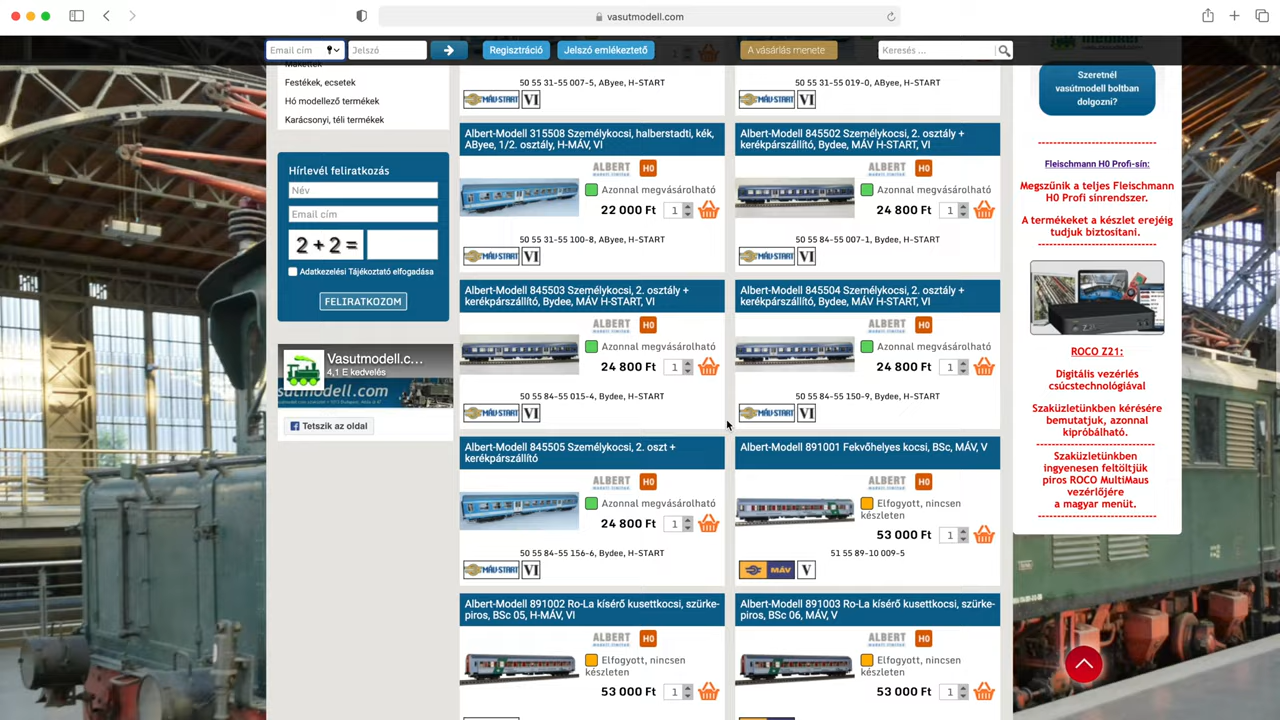 vasutmodell.com
Email cím
Jelszó
Regisztráció
Jelszó emlékeztető
A vásárlás menete
Keresés ...
Makettek
Festékek, ecsetek
Hó modellező termékek
Karácsonyi, téli termékek
Hírlevél feliratkozás
Név
Email cím
2 + 2 =
Adatkezelési Tájékoztató elfogadása
FELIRATKOZOM
Vasutmodell.c...
4,1 E kedvelés
sutmodell.com
Tetszik az oldal
50 55 31-55 007-5, AByee, H-START
MÁV-START VI
50 55 31-55 019-0, AByee, H-START
MÁV-START VI
Albert-Modell 315508 Személykocsi, halberstadti, kék,
AByee, 1/2. osztály, H-MÁV, VI
ALBERT H0
Azonnal megvásárolható
22 000 Ft 1
50 55 31-55 100-8, AByee, H-START
MÁV-START VI
Albert-Modell 845502 Személykocsi, 2. osztály +
kerékpárszállító, Bydee, MÁV H-START, VI
ALBERT H0
Azonnal megvásárolható
24 800 Ft 1
50 55 84-55 007-1, Bydee, H-START
MÁV-START VI
Albert-Modell 845503 Személykocsi, 2. osztály +
kerékpárszállító, Bydee, MÁV H-START, VI
ALBERT H0
Azonnal megvásárolható
24 800 Ft 1
50 55 84-55 015-4, Bydee, H-START
MÁV-START VI
Albert-Modell 845504 Személykocsi, 2. osztály +
kerékpárszállító, Bydee, MÁV H-START, VI
ALBERT H0
Azonnal megvásárolható
24 800 Ft 1
50 55 84-55 150-9, Bydee, H-START
MÁV-START VI
Albert-Modell 845505 Személykocsi, 2. oszt +
kerékpárszállító
ALBERT H0
Azonnal megvásárolható
24 800 Ft 1
50 55 84-55 156-6, Bydee, H-START
MÁV-START VI
Albert-Modell 891001 Fekvőhelyes kocsi, BSc, MÁV, V
ALBERT H0
Elfogyott, nincsen
készleten
53 000 Ft 1
51 55 89-10 009-5
MÁV V
Albert-Modell 891002 Ro-La kísérő kusettkocsi, szürke-
piros, BSc 05, H-MÁV, VI
ALBERT H0
Elfogyott, nincsen
készleten
53 000 Ft 1
Albert-Modell 891003 Ro-La kísérő kusettkocsi, szürke-
piros, BSc 06, MÁV, V
ALBERT H0
Elfogyott, nincsen
készleten
53 000 Ft 1
Szeretnél
vasútmodell boltban
dolgozni?
Fleischmann H0 Profi-sín:
Megszűnik a teljes Fleischmann
H0 Profi sínrendszer.
A termékeket a készlet erejéig
tudjuk biztosítani.
ROCO Z21:
Digitális vezérlés
csúcstechnológiával
Szaküzletünkben kérésére
bemutatjuk, azonnal
kipróbálható.
Szaküzletünkben
ingyenesen feltöltjük
piros ROCO MultiMaus
vezérlőjére
a magyar menüt.